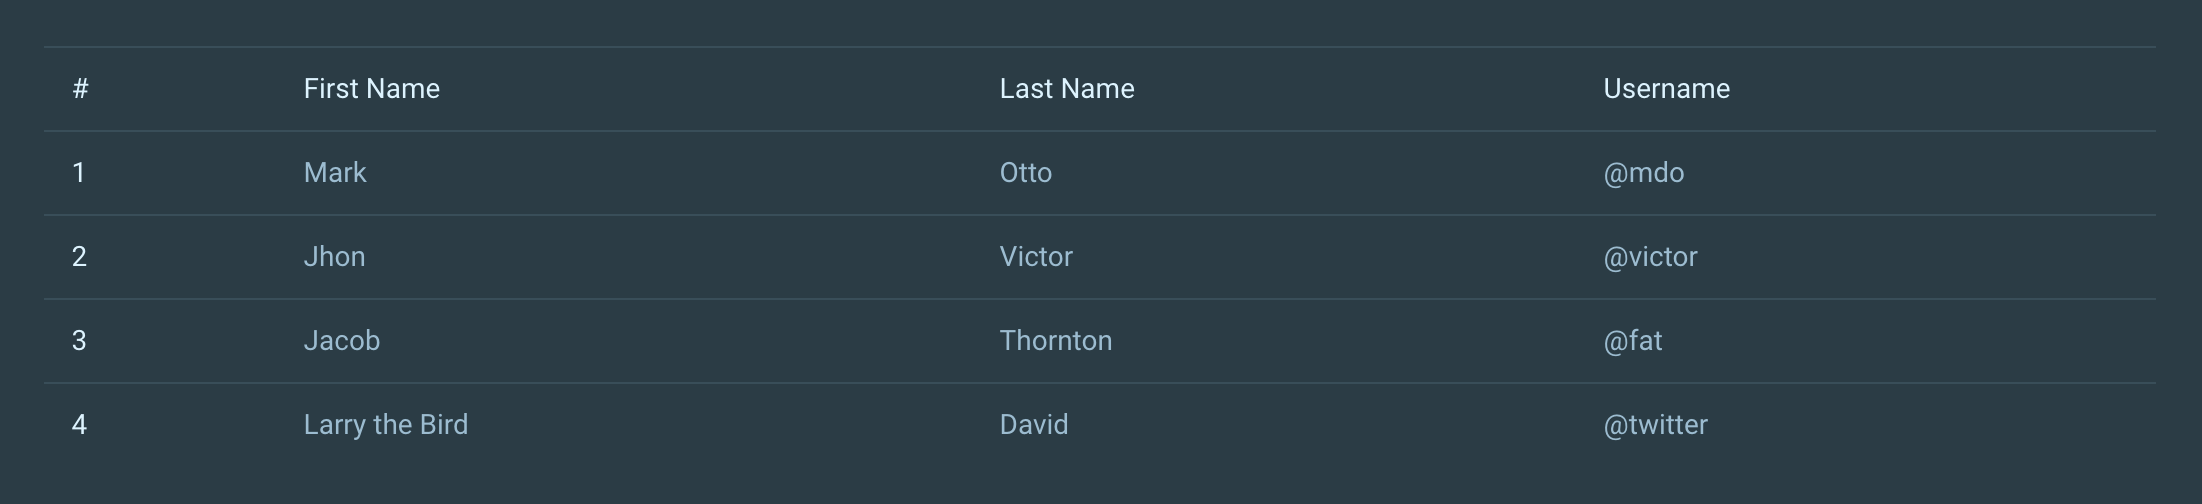 # First Name Last Name Username
1 Mark Otto @mdo
2 Jhon Victor @victor
3 Jacob Thornton @fat
4 Larry the Bird David @twitter